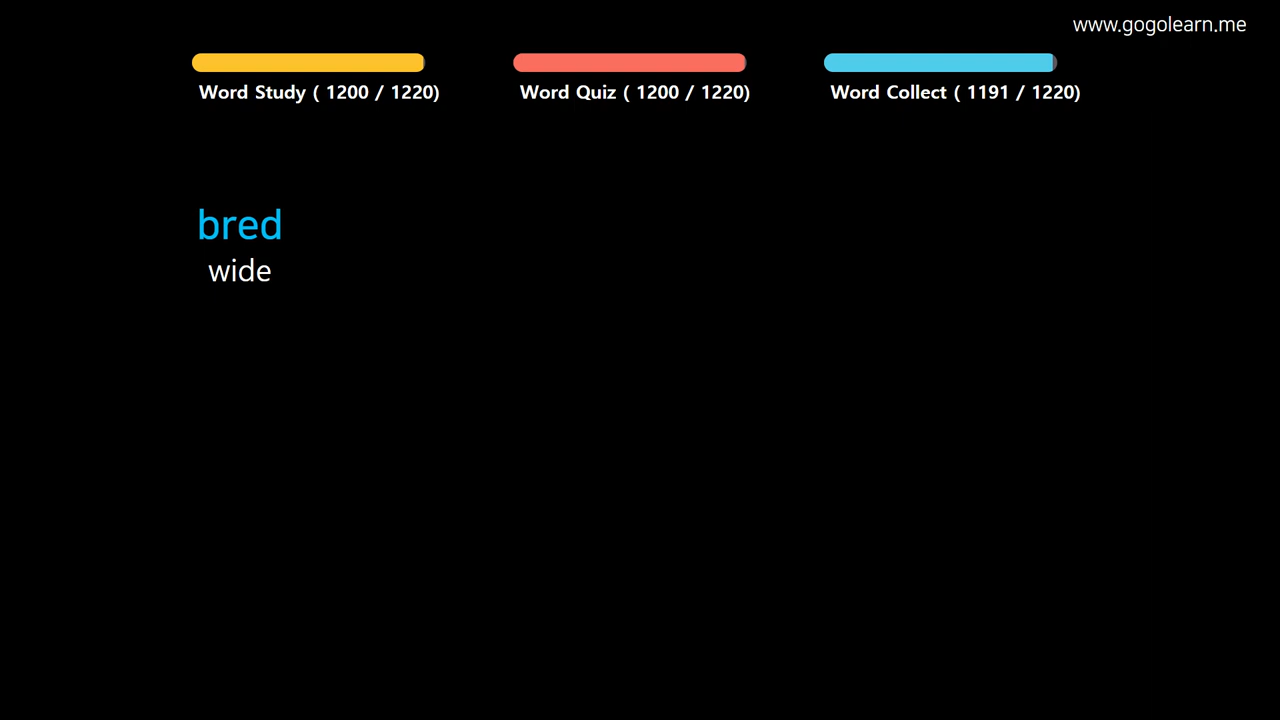 www.gogolearn.me
Word Study ( 1200 / 1220)
Word Quiz ( 1200 / 1220)
Word Collect ( 1191 / 1220)
bred
wide